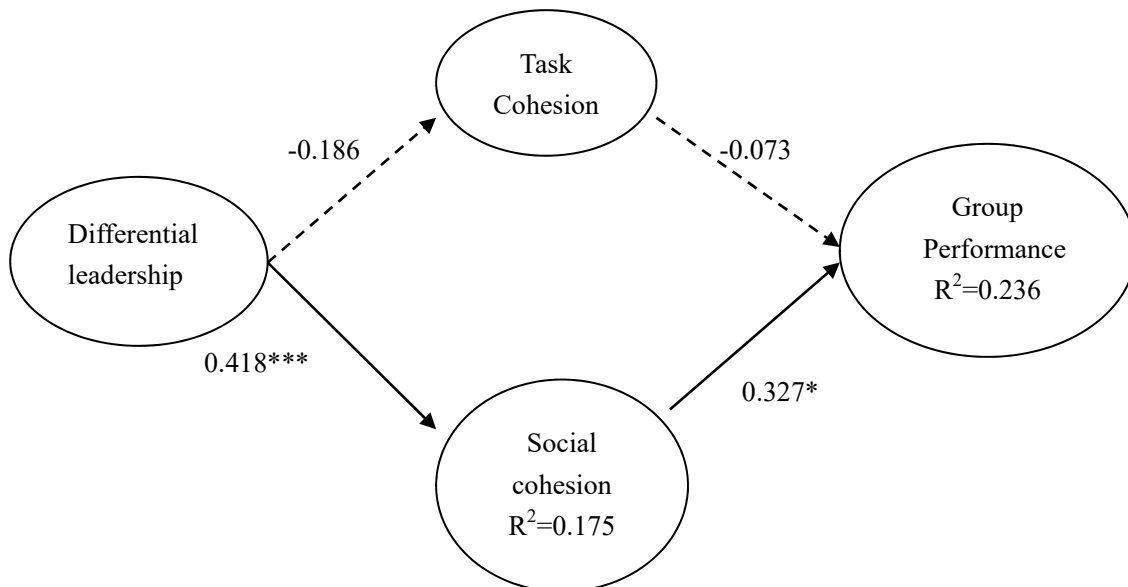 Task
Cohesion
-0.186
-0.073
Differential
leadership
Group
Performance
R²=0.236
0.418***
0.327*
Social
cohesion
R²=0.175